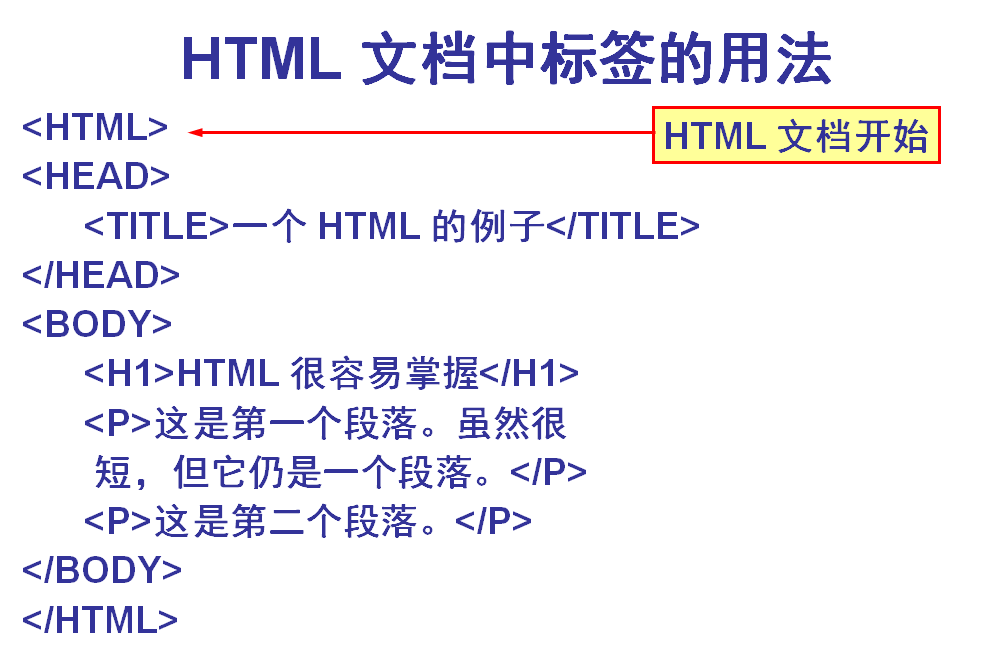 HTML 文档中标签的用法
<HTML>
HTML 文档开始
<HEAD>
<TITLE>一个 HTML 的例子</TITLE>
</HEAD>
<BODY>
<H1>HTML 很容易掌握</H1>
<P>这是第一个段落。虽然很
短，但它仍是一个段落。</P>
<P>这是第二个段落。</P>
</BODY>
</HTML>